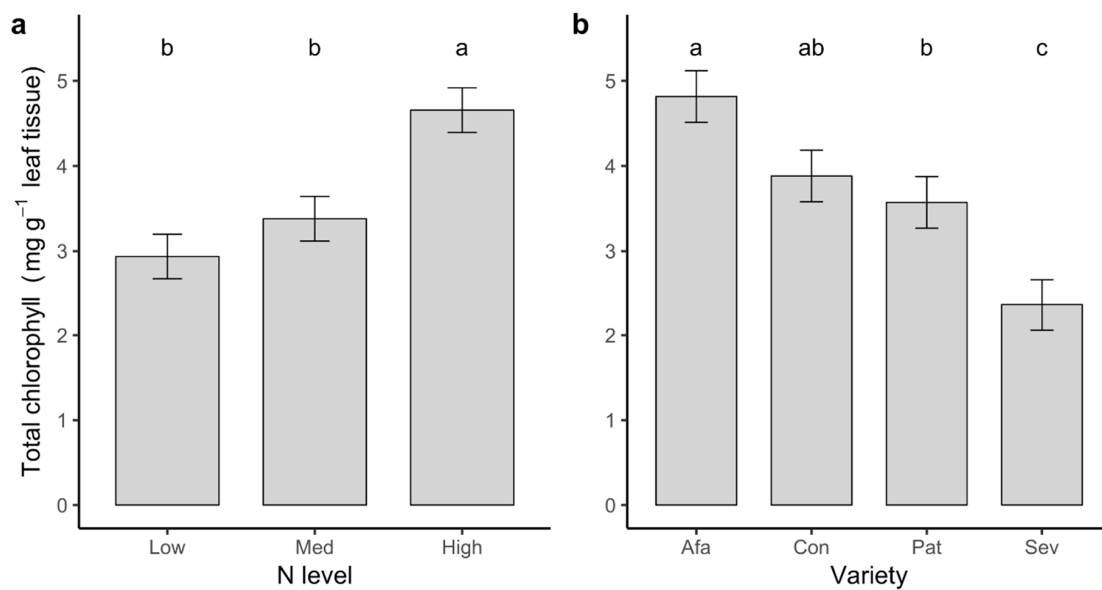 a
b b a
5
4
3
2
1
0
Total chlorophyll (mg g⁻¹ leaf tissue)
Low Med High
N level
b
a ab b c
5
4
3
2
1
0
Afa Con Pat Sev
Variety